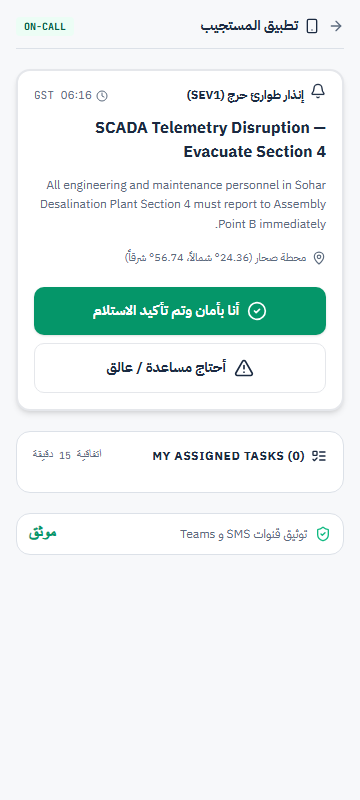 تطبيق المستجيب
ON-CALL
إنذار طوارئ حرج (SEV1)
06:16 GST
SCADA Telemetry Disruption —
Evacuate Section 4
All engineering and maintenance personnel in Sohar
Desalination Plant Section 4 must report to Assembly
Point B immediately.
محطة صحار (24.36° شمالاً، 56.74° شرقاً)
أنا بأمان وتم تأكيد الاستلام
أحتاج مساعدة / عالق
MY ASSIGNED TASKS (0)
اتفاقية 15 دقيقة
توثيق قنوات SMS و Teams
موثق